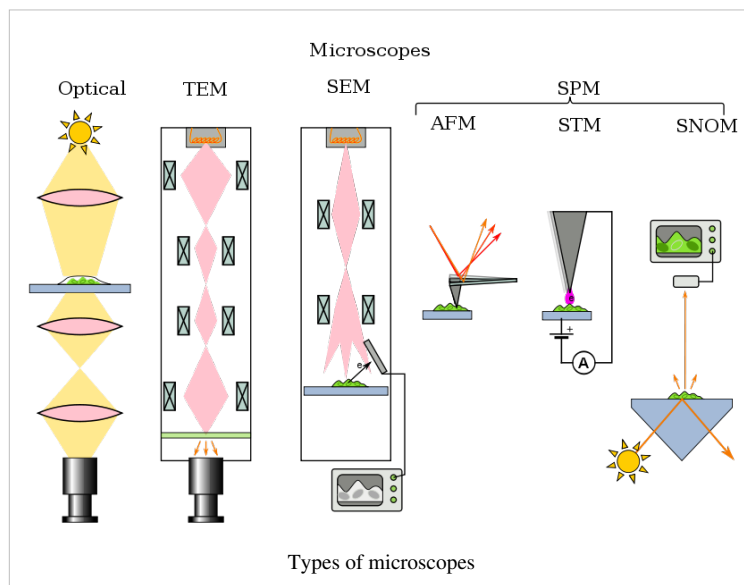 Microscopes
Optical TEM SEM SPM
AFM STM SNOM
e
e
+
A
Types of microscopes